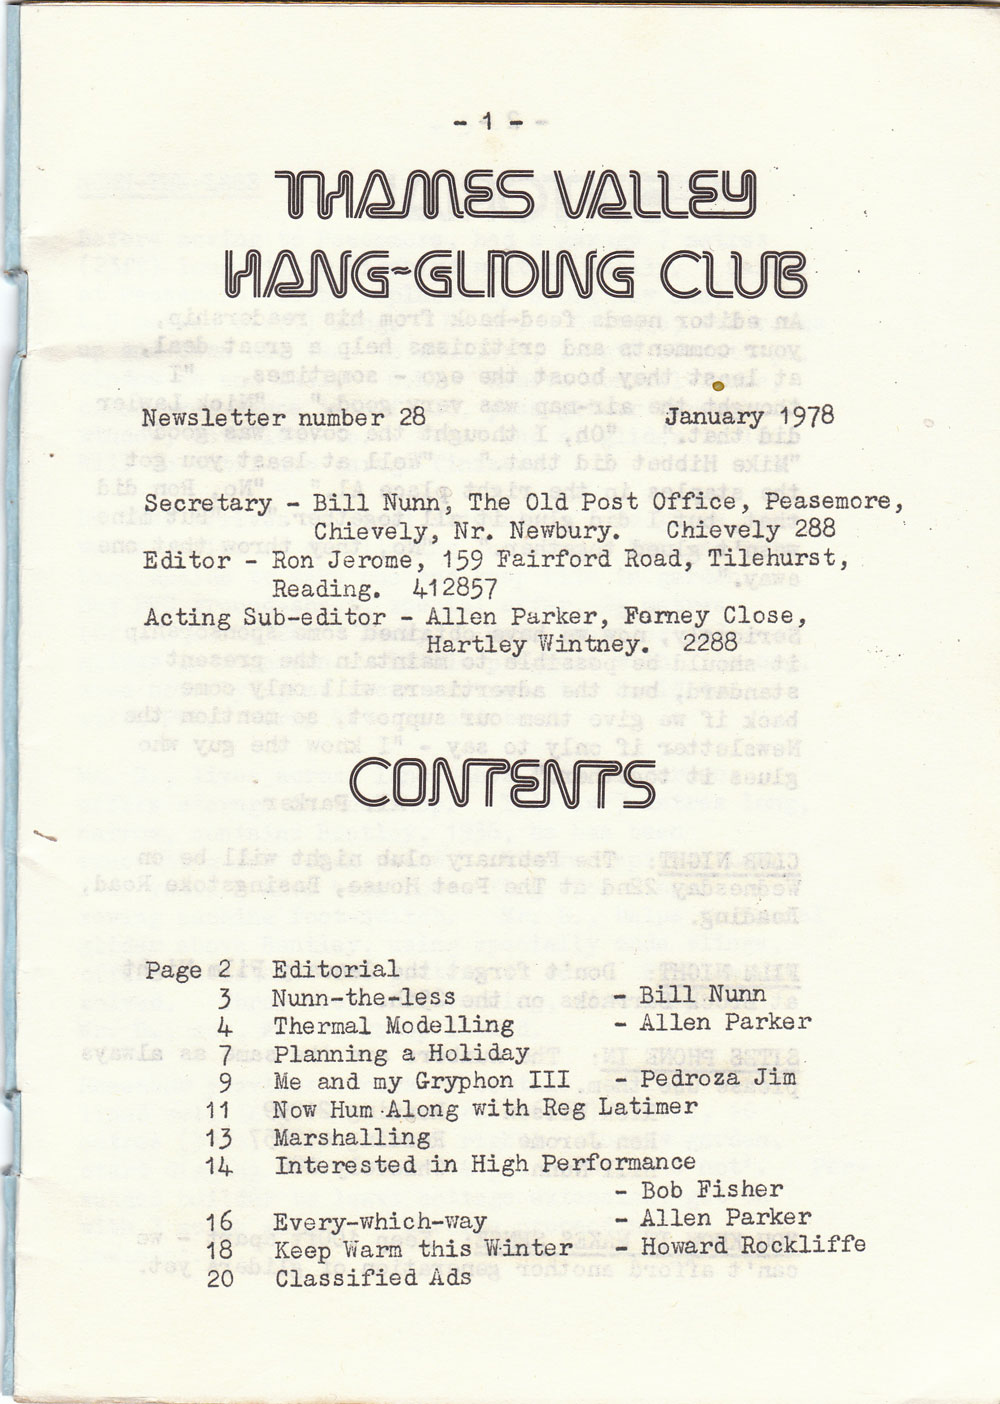 - 1 -
THAMES VALLEY
HANG-GLIDING CLUB
Newsletter number 28 January 1978
Secretary - Bill Nunn, The Old Post Office, Peasemore,
Chievely, Nr. Newbury. Chievely 288
Editor - Ron Jerome, 159 Fairford Road, Tilehurst,
Reading. 412857
Acting Sub-editor - Allen Parker, Ferney Close,
Hartley Wintney. 2288
CONTENTS
Page 2 Editorial
3 Nunn-the-less - Bill Nunn
4 Thermal Modelling - Allen Parker
7 Planning a Holiday
9 Me and my Gryphon III - Pedroza Jim
11 Now Hum Along with Reg Latimer
13 Marshalling
14 Interested in High Performance
- Bob Fisher
16 Every-which-way - Allen Parker
18 Keep Warm this Winter - Howard Rockliffe
20 Classified Ads